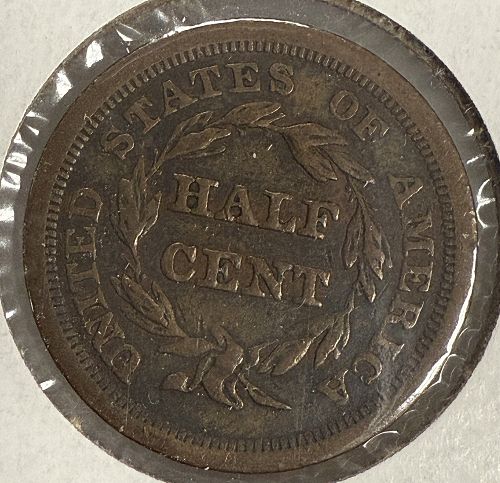 UNITED STATES OF AMERICA
HALF
CENT